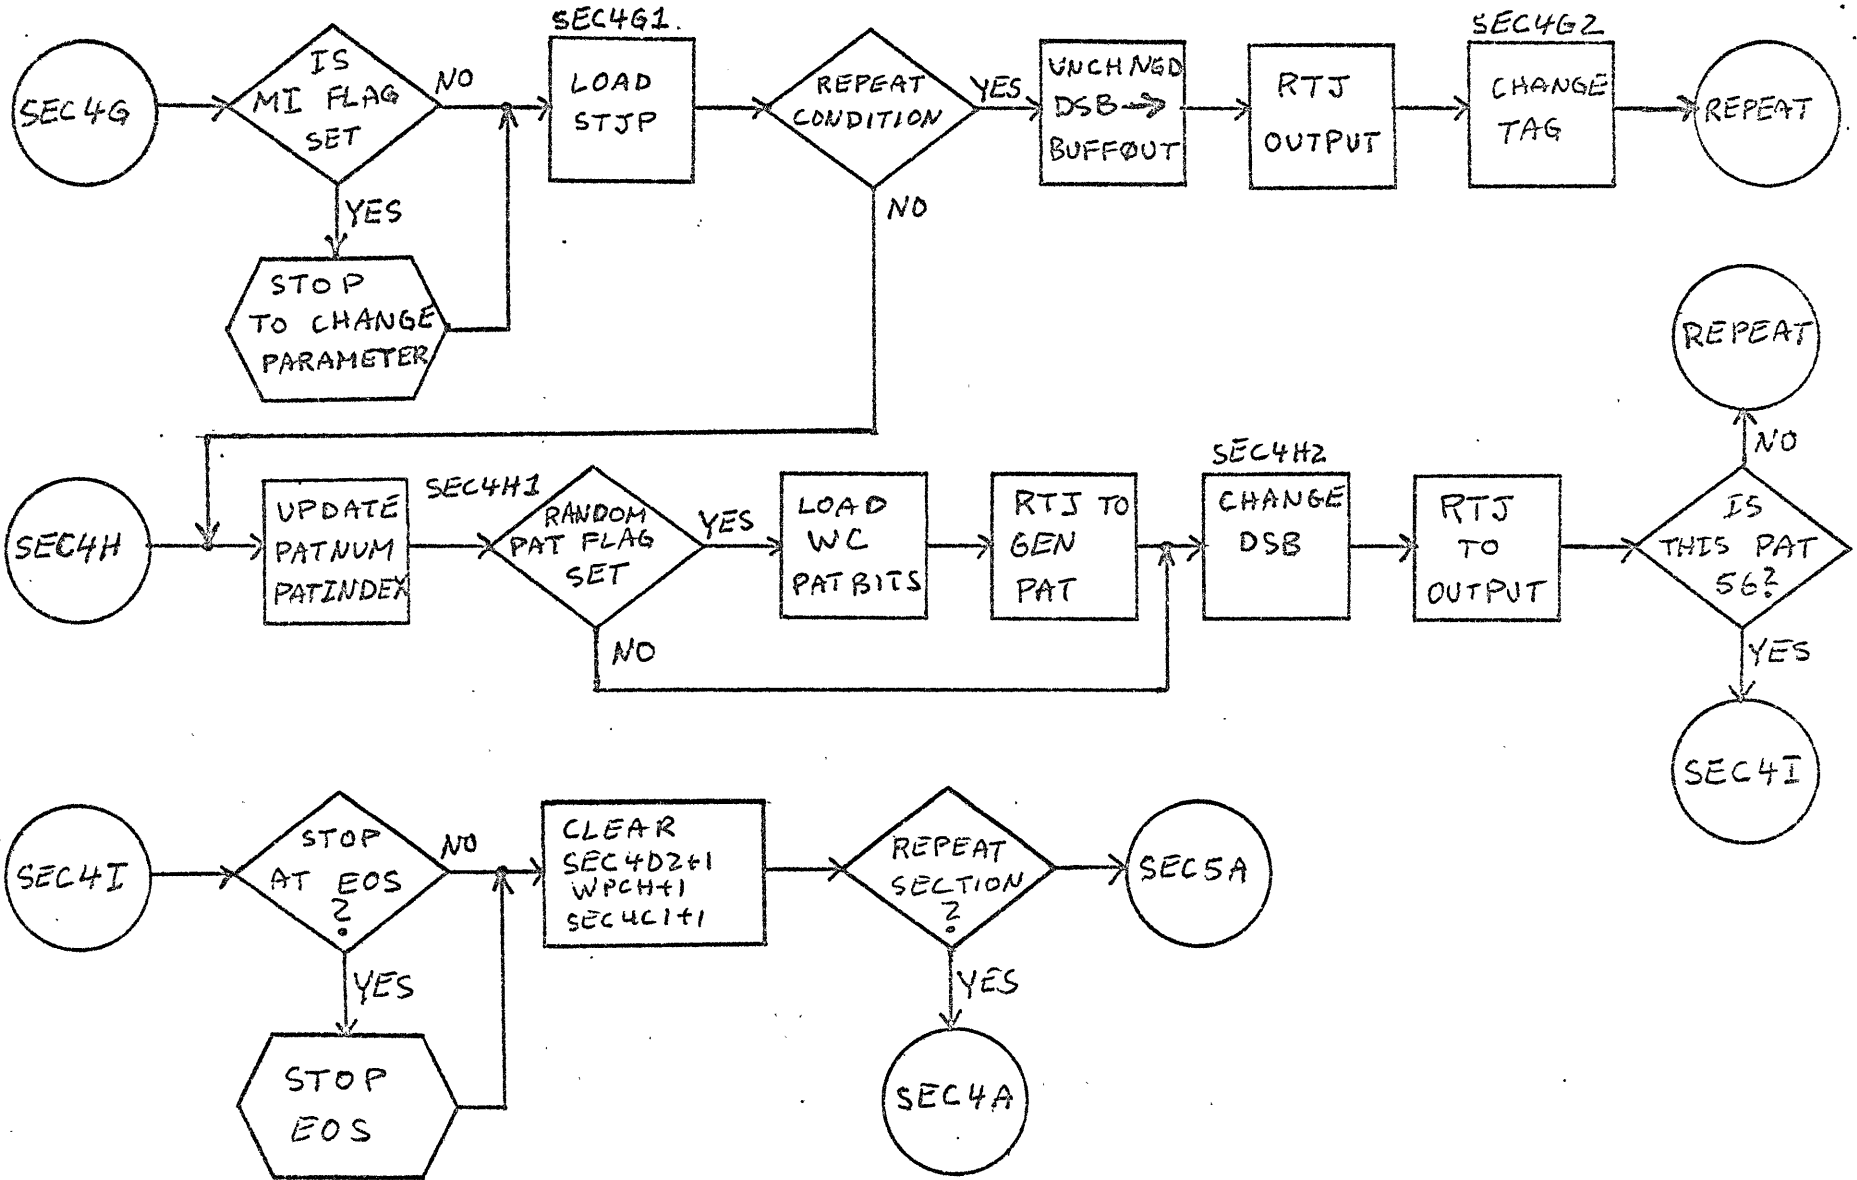 SEC4G
IS
MI FLAG
SET
NO
YES
STOP
TO CHANGE
PARAMETER
SEC4G1.
LOAD
STJP
REPEAT
CONDITION
YES
NO
UNCHNGD
DSB →
BUFFØUT
RTJ
OUTPUT
SEC4G2
CHANGE
TAG
REPEAT
SEC4H
UPDATE
PATNUM
PATINDEX
SEC4H1
RANDOM
PAT FLAG
SET
YES
NO
LOAD
WC
PATBITS
RTJ TO
GEN
PAT
SEC4H2
CHANGE
DSB
RTJ
TO
OUTPUT
IS
THIS PAT
56?
NO
REPEAT
YES
SEC4I
SEC4I
STOP
AT EOS
?
NO
YES
STOP
EOS
CLEAR
SEC4D2+1
WPCH+1
SEC4C1+1
REPEAT
SECTION
?
YES
SEC4A
SEC5A